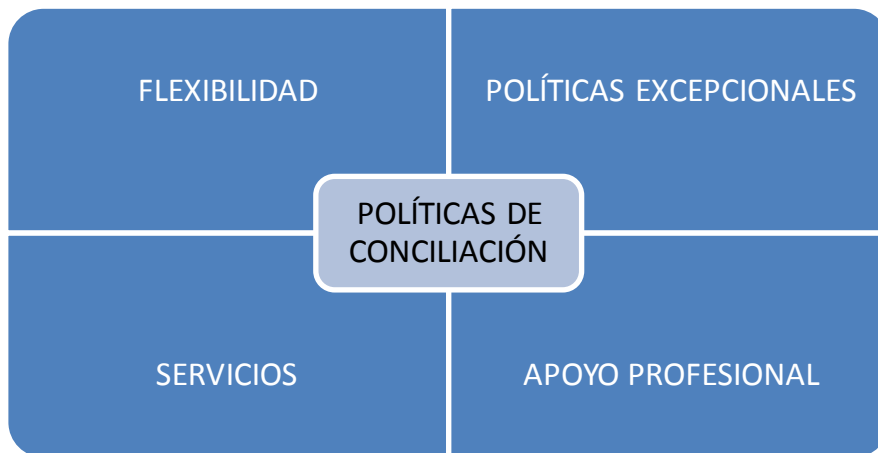 FLEXIBILIDAD
POLÍTICAS EXCEPCIONALES
POLÍTICAS DE
CONCILIACIÓN
SERVICIOS
APOYO PROFESIONAL